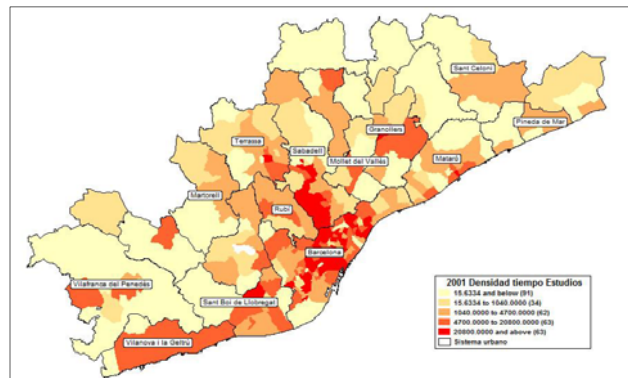 Sant Celoni
Pineda de Mar
Granollers
Terrassa
Sabadell
Mollet del Vallès
Mataró
Martorell
Rubí
Barcelona
Vilafranca del Penedès
Sant Boi de Llobregat
Vilanova i la Geltrú
2001 Densidad tiempo Estudios
15.6334 and below (91)
15.6334 to 1040.0000 (34)
1040.0000 to 4700.0000 (62)
4700.0000 to 20800.0000 (63)
20800.0000 and above (63)
Sistema urbano